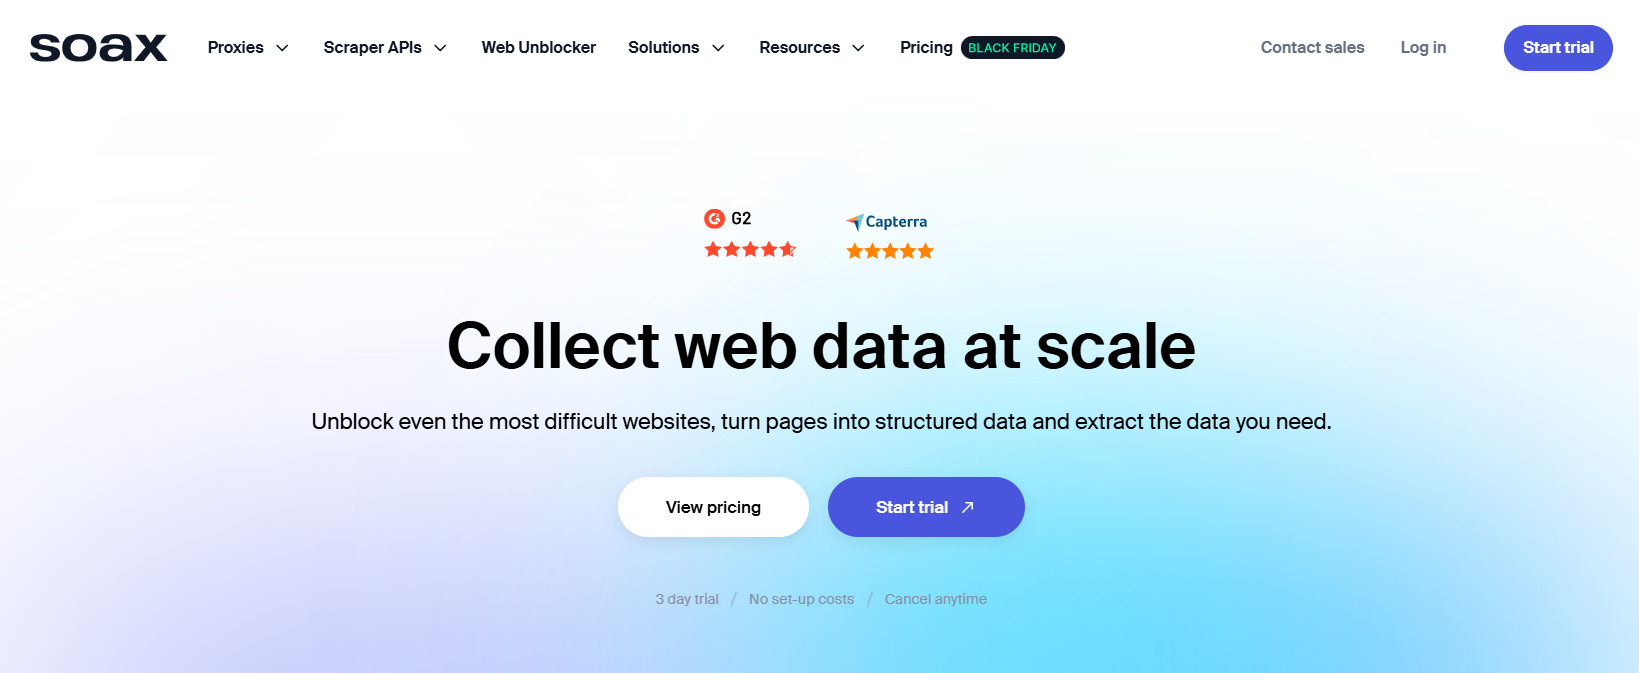 soax Proxies Scraper APIs Web Unblocker Solutions Resources Pricing BLACK FRIDAY Contact sales Log in Start trial
G2 Capterra
Collect web data at scale
Unblock even the most difficult websites, turn pages into structured data and extract the data you need.
View pricing Start trial
3 day trial / No set-up costs / Cancel anytime